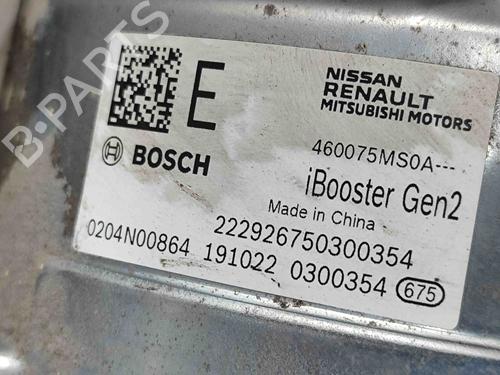 B-PARTS
E
NISSAN
RENAULT
MITSUBISHI MOTORS
BOSCH
460075MS0A---
iBooster Gen2
Made in China
222926750300354
0204N00864 191022 0300354 675